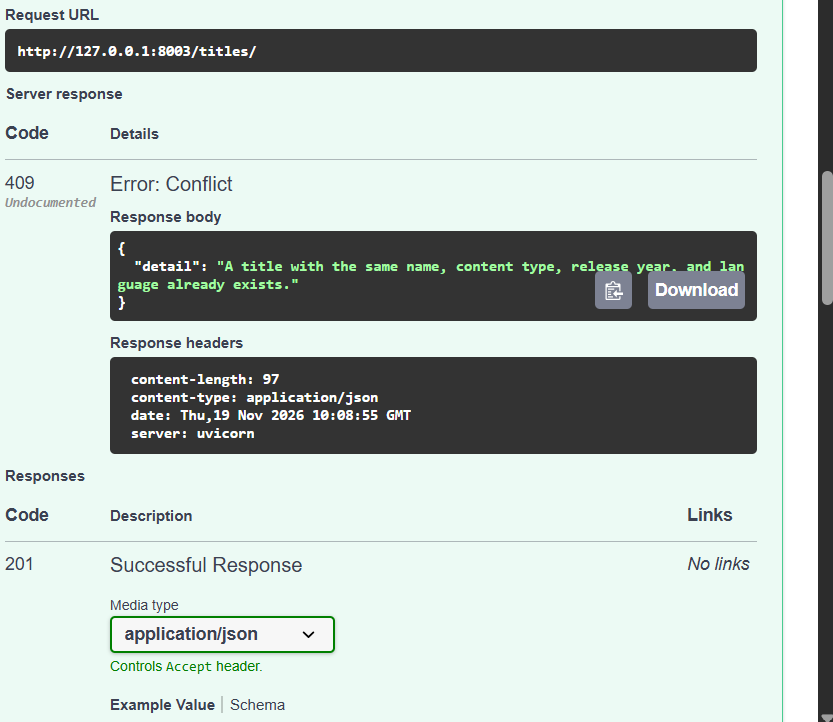 Request URL
http://127.0.0.1:8003/titles/
Server response
Code Details
409 Error: Conflict
Undocumented
Response body
{
"detail": "A title with the same name, content type, release year, and lan
guage already exists."
}
Download
Response headers
content-length: 97
content-type: application/json
date: Thu,19 Nov 2026 10:08:55 GMT
server: uvicorn
Responses
Code Description Links
201 Successful Response No links
Media type
application/json
Controls Accept header.
Example Value Schema